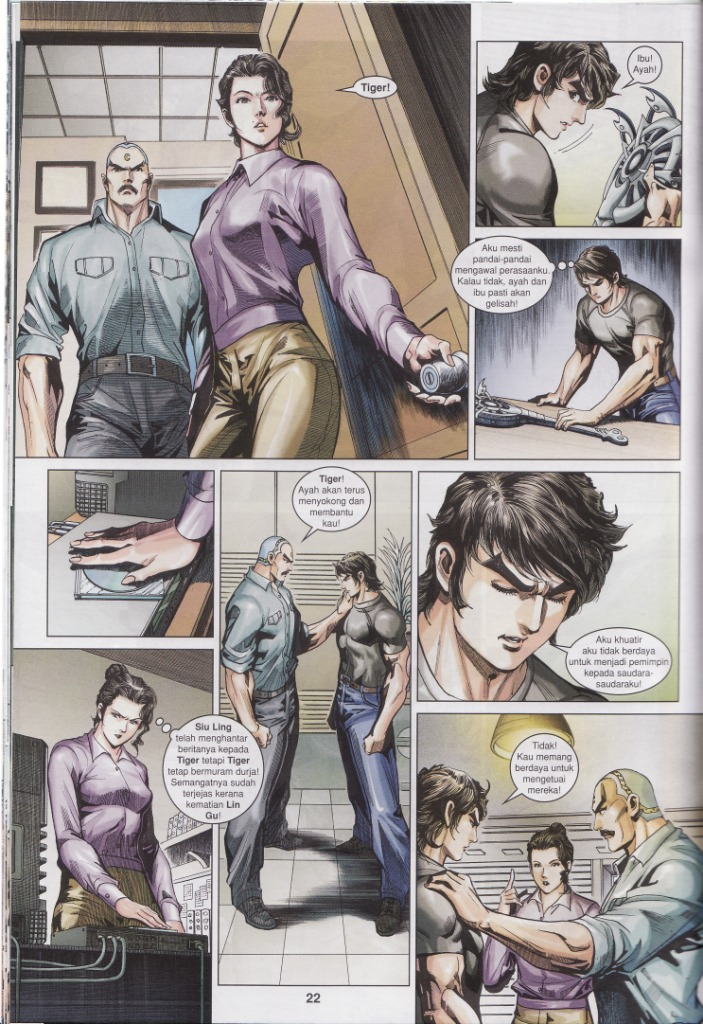 Tiger!
Ibu!
Ayah!
Aku mesti
pandai-pandai
mengawal perasaanku.
Kalau tidak, ayah dan
ibu pasti akan
gelisah!
Tiger!
Ayah akan terus
menyokong dan
membantu
kau!
Aku khuatir
aku tidak berdaya
untuk menjadi pemimpin
kepada saudara-
saudaraku!
Siu Ling
telah menghantar
beritanya kepada
Tiger tetapi Tiger
tetap bermuram durja!
Semangatnya sudah
terjejas kerana
kematian Lin
Gu!
Tidak!
Kau memang
berdaya untuk
mengetuai
mereka!
22